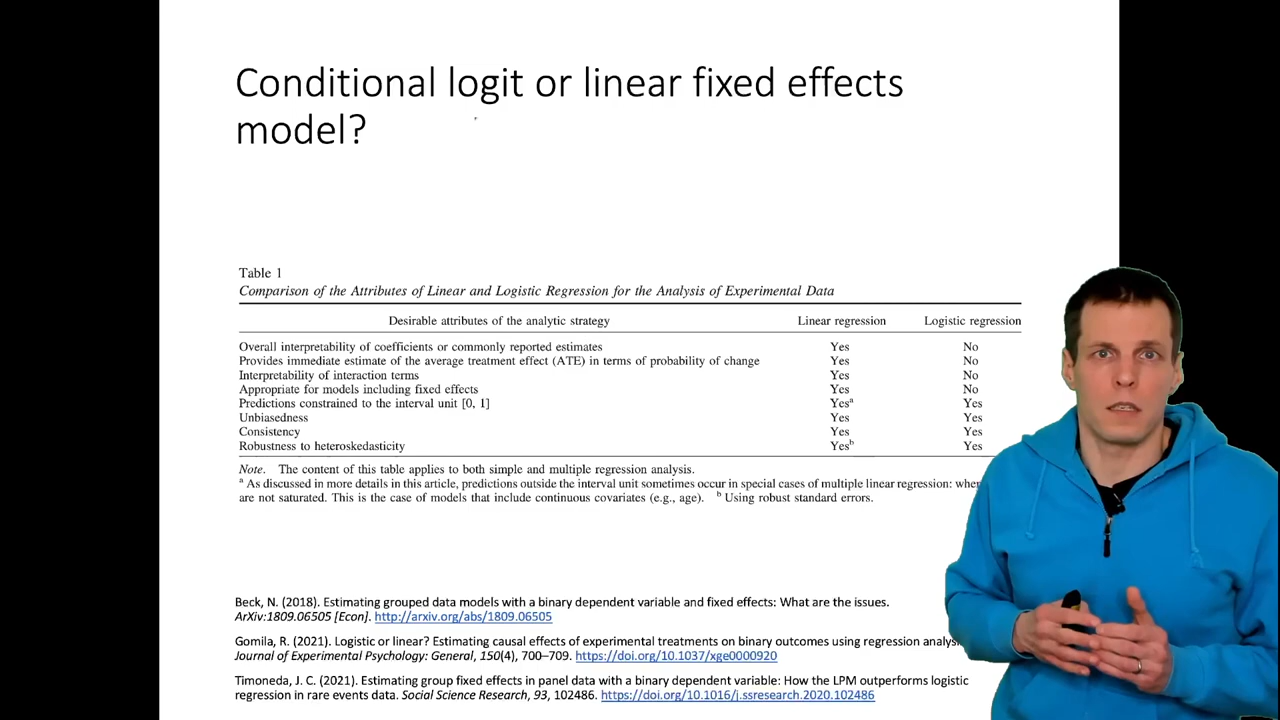 Conditional logit or linear fixed effects
model?
Table 1
Comparison of the Attributes of Linear and Logistic Regression for the Analysis of Experimental Data
Desirable attributes of the analytic strategy Linear regression Logistic regression
Overall interpretability of coefficients or commonly reported estimates Yes No
Provides immediate estimate of the average treatment effect (ATE) in terms of probability of change Yes No
Interpretability of interaction terms Yes No
Appropriate for models including fixed effects Yes No
Predictions constrained to the interval unit [0, 1] Yesᵃ Yes
Unbiasedness Yes Yes
Consistency Yes Yes
Robustness to heteroskedasticity Yesᵇ Yes
Note. The content of this table applies to both simple and multiple regression analysis.
ᵃ As discussed in more details in this article, predictions outside the interval unit sometimes occur in special cases of multiple linear regression:
are not saturated. This is the case of models that include continuous covariates (e.g., age). ᵇ Using robust standard errors.
Beck, N. (2018). Estimating grouped data models with a binary dependent variable and fixed effects: What are the issues.
ArXiv:1809.06505 [Econ]. http://arxiv.org/abs/1809.06505
Gomila, R. (2021). Logistic or linear? Estimating causal effects of experimental treatments on binary outcomes using regression
Journal of Experimental Psychology: General, 150(4), 700–709. https://doi.org/10.1037/xge0000920
Timoneda, J. C. (2021). Estimating group fixed effects in panel data with a binary dependent variable: How the LPM outperforms logistic
regression in rare events data. Social Science Research, 93, 102486. https://doi.org/10.1016/j.ssresearch.2020.102486